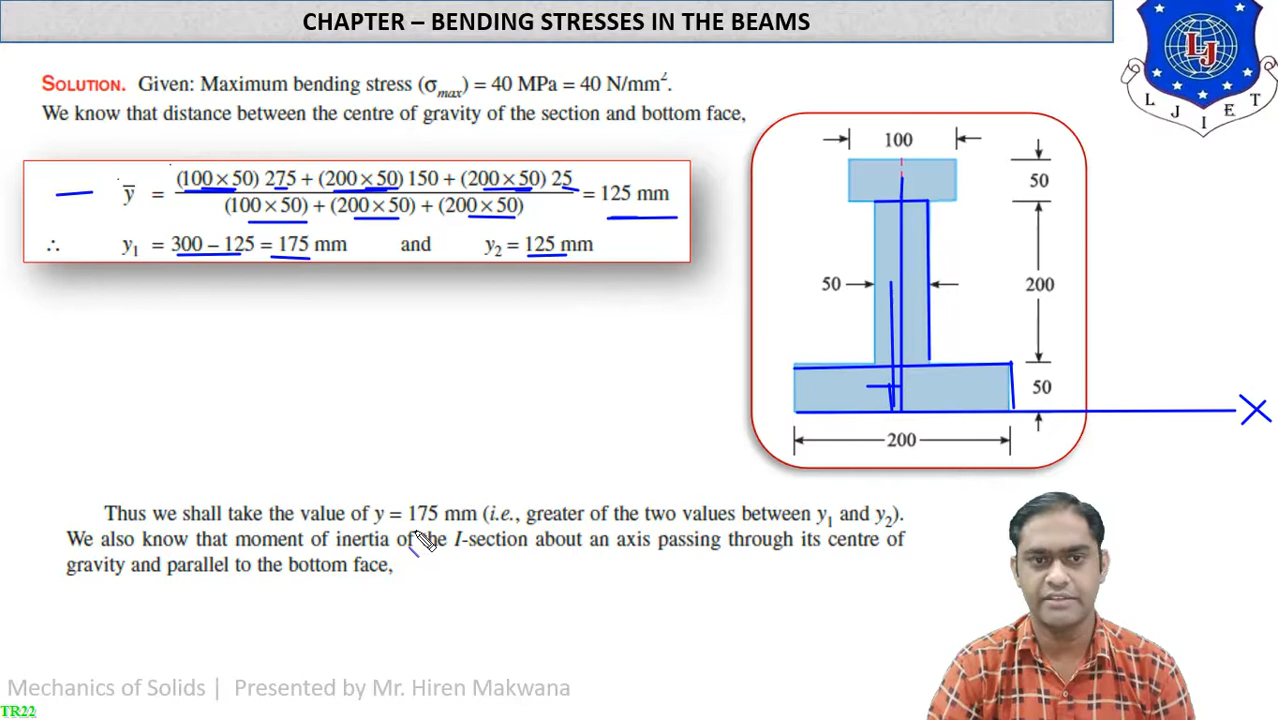 CHAPTER – BENDING STRESSES IN THE BEAMS
SOLUTION. Given: Maximum bending stress (σmax) = 40 MPa = 40 N/mm².
We know that distance between the centre of gravity of the section and bottom face,
y̅ = (100 × 50) 275 + (200 × 50) 150 + (200 × 50) 25 / (100 × 50) + (200 × 50) + (200 × 50) = 125 mm
∴ y1 = 300 – 125 = 175 mm and y2 = 125 mm
100
50
50
200
50
200
X
L J
L J I E T
Thus we shall take the value of y = 175 mm (i.e., greater of the two values between y1 and y2).
We also know that moment of inertia of the I-section about an axis passing through its centre of
gravity and parallel to the bottom face,
Mechanics of Solids | Presented by Mr. Hiren Makwana
TR22